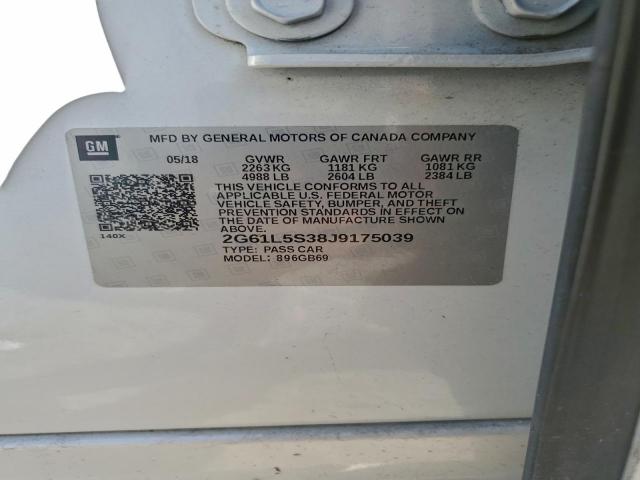 GM
MFD BY GENERAL MOTORS OF CANADA COMPANY
05/18 GVWR GAWR FRT GAWR RR
2263 KG 1181 KG 1081 KG
4988 LB 2604 LB 2384 LB
THIS VEHICLE CONFORMS TO ALL
APPLICABLE U.S. FEDERAL MOTOR
VEHICLE SAFETY, BUMPER, AND THEFT
PREVENTION STANDARDS IN EFFECT ON
THE DATE OF MANUFACTURE SHOWN
ABOVE.
140X
2G61L5S38J9175039
TYPE: PASS CAR
MODEL: 896GB69